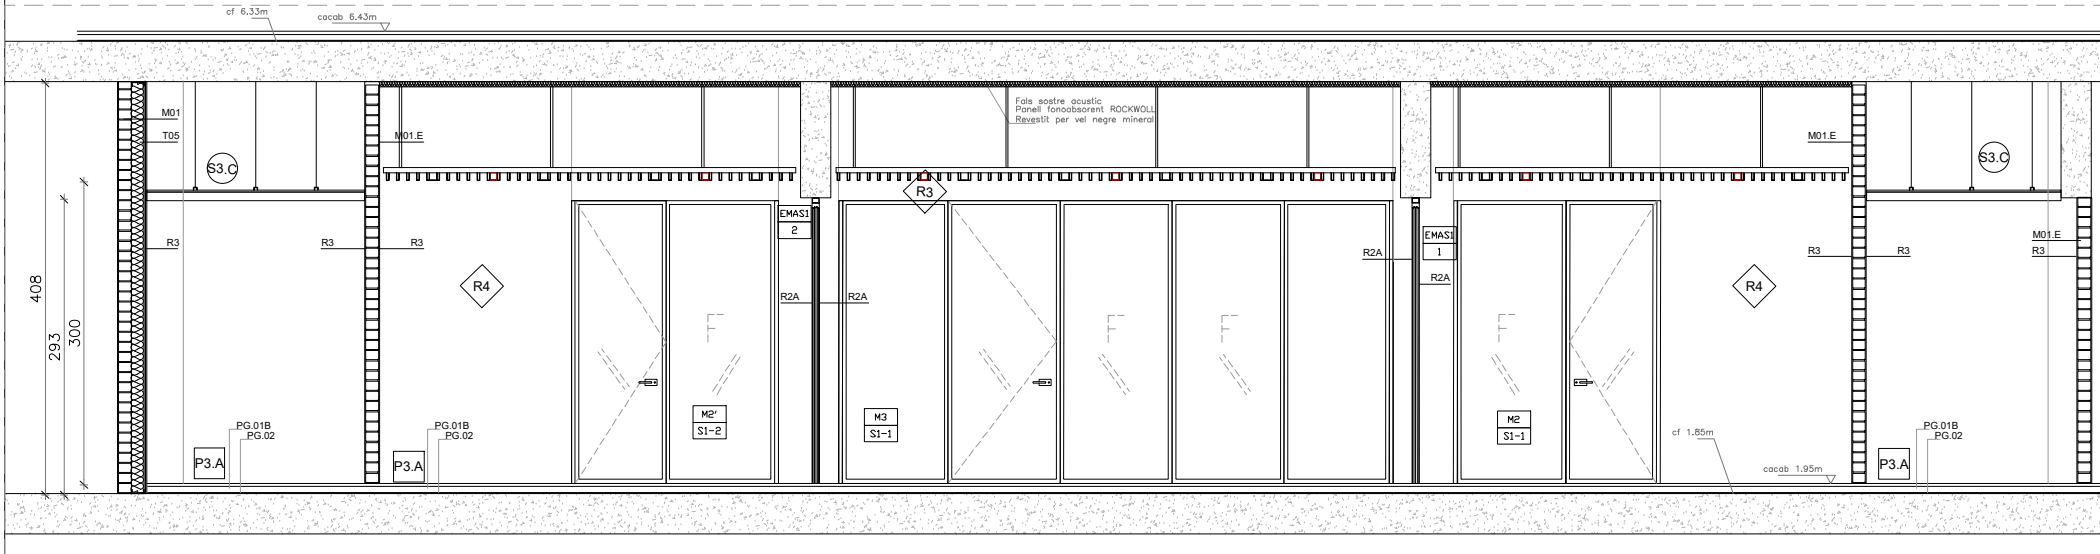 cf 6.33m
cacab 6.43m
Fals sostre acustic
Panell fonoabsorent ROCKWOLL
Revestit per vel negre mineral
M01
T05
M01.E
M01.E
S3.C
S3.C
R3
EMAS1
2
EMAS1
1
R3
R3
R3
R2A
R2A
R3
R3
M01.E
R3
R4
R4
R2A
R2A
408
293
300
F
F
F
F
M2'
S1-2
M3
S1-1
M2
S1-1
PG.01B
PG.02
PG.01B
PG.02
PG.01B
PG.02
P3.A
P3.A
P3.A
cf 1.85m
cacab 1.95m